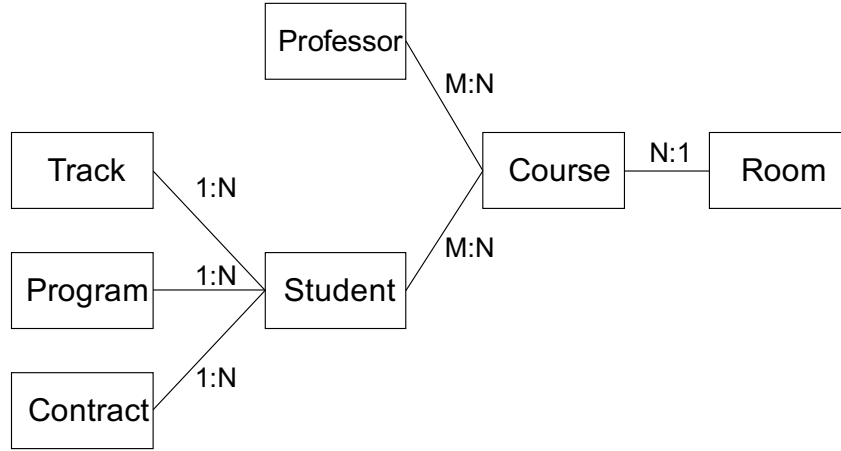 Professor
M:N
Track
1:N
Course
N:1
Room
Program
1:N
Student
M:N
Contract
1:N